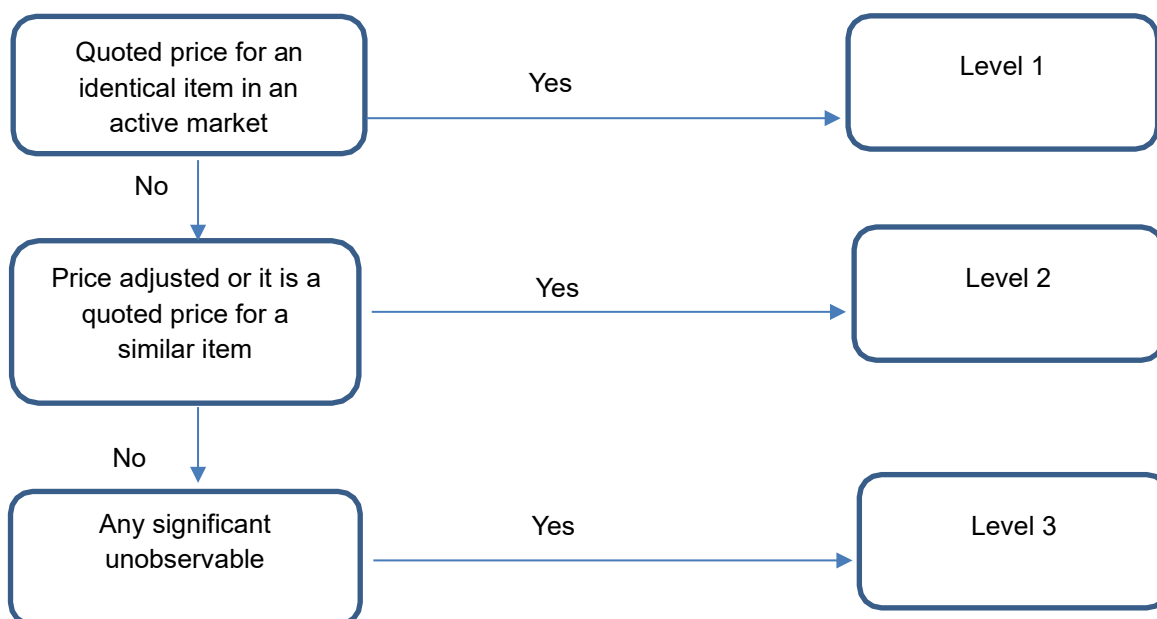 Quoted price for an
identical item in an
active market
Yes
Level 1
No
Price adjusted or it is a
quoted price for a
similar item
Yes
Level 2
No
Any significant
unobservable
Yes
Level 3